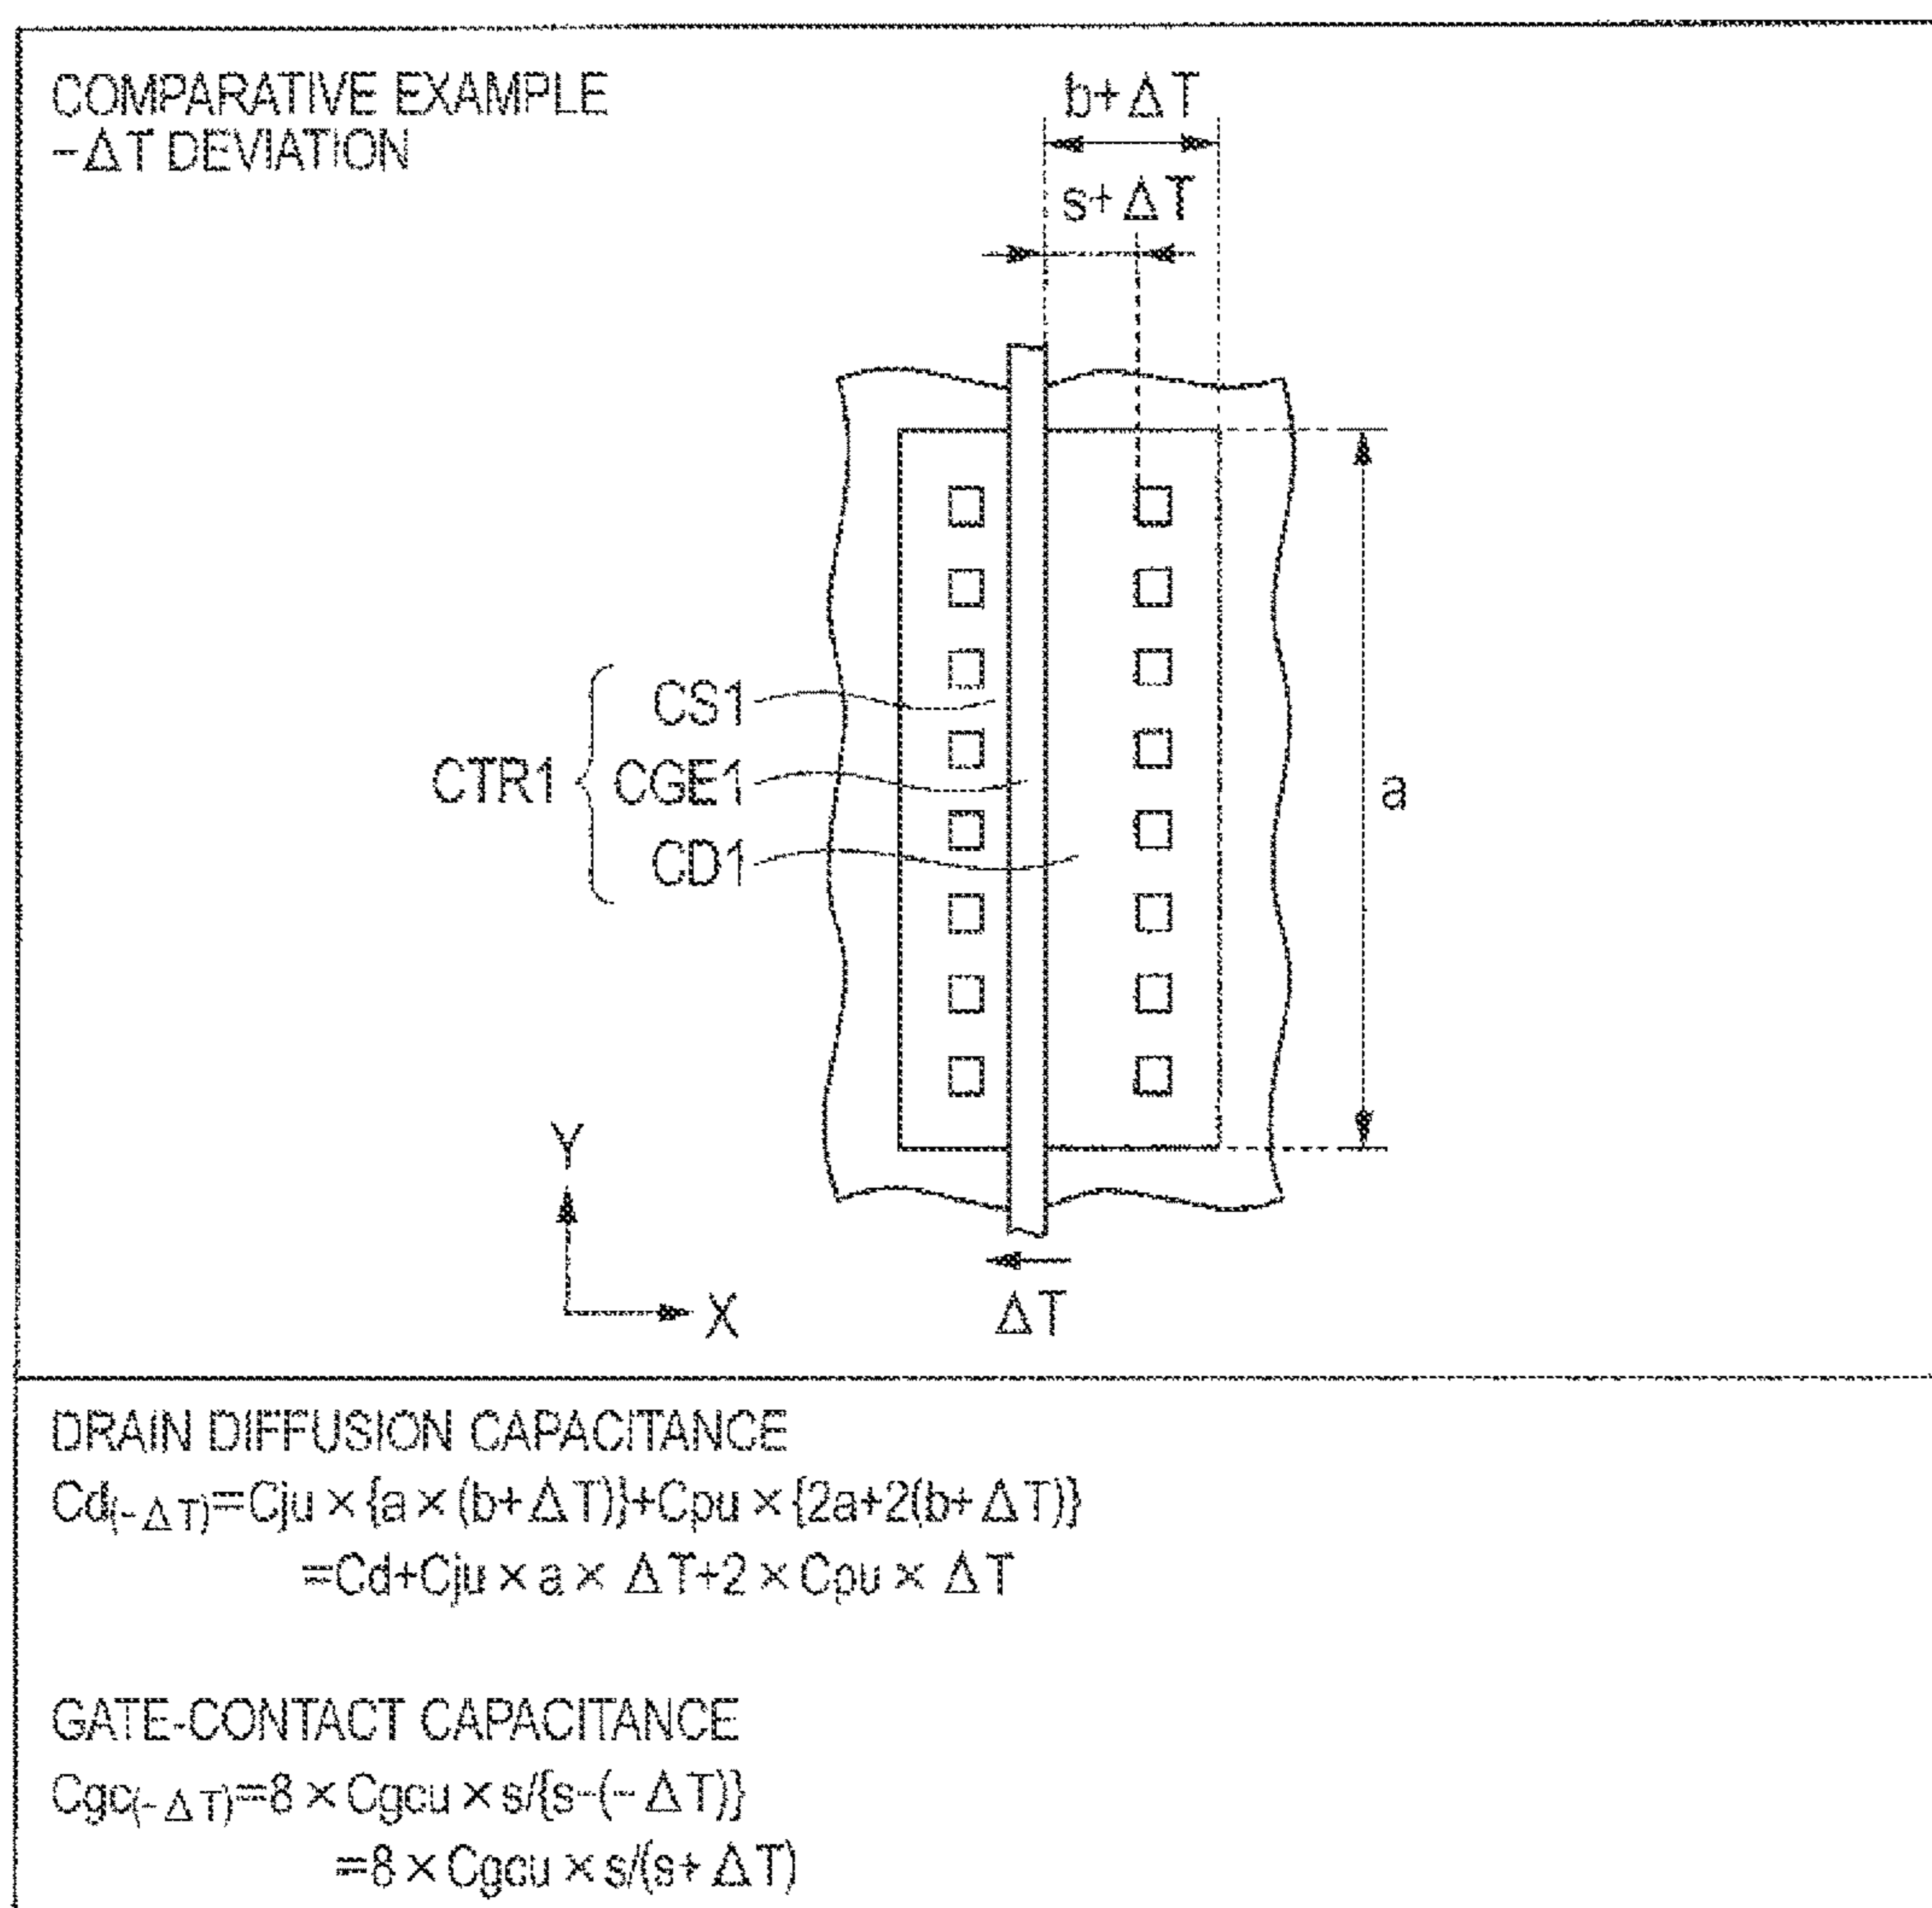 COMPARATIVE EXAMPLE
-ΔT DEVIATION
b+ΔT
s+ΔT
CS1
CTR1
CGE1
CD1
a
Y
X
ΔT
DRAIN DIFFUSION CAPACITANCE
Cd(-ΔT)=Cju×{a×(b+ΔT)}+Cpu×{2a+2(b+ΔT)}
=Cd+Cju×a×ΔT+2×Cpu×ΔT
GATE-CONTACT CAPACITANCE
Cgc(-ΔT)=8×Cgcu×s/{s-(-ΔT)}
=8×Cgcu×s/(s+ΔT)